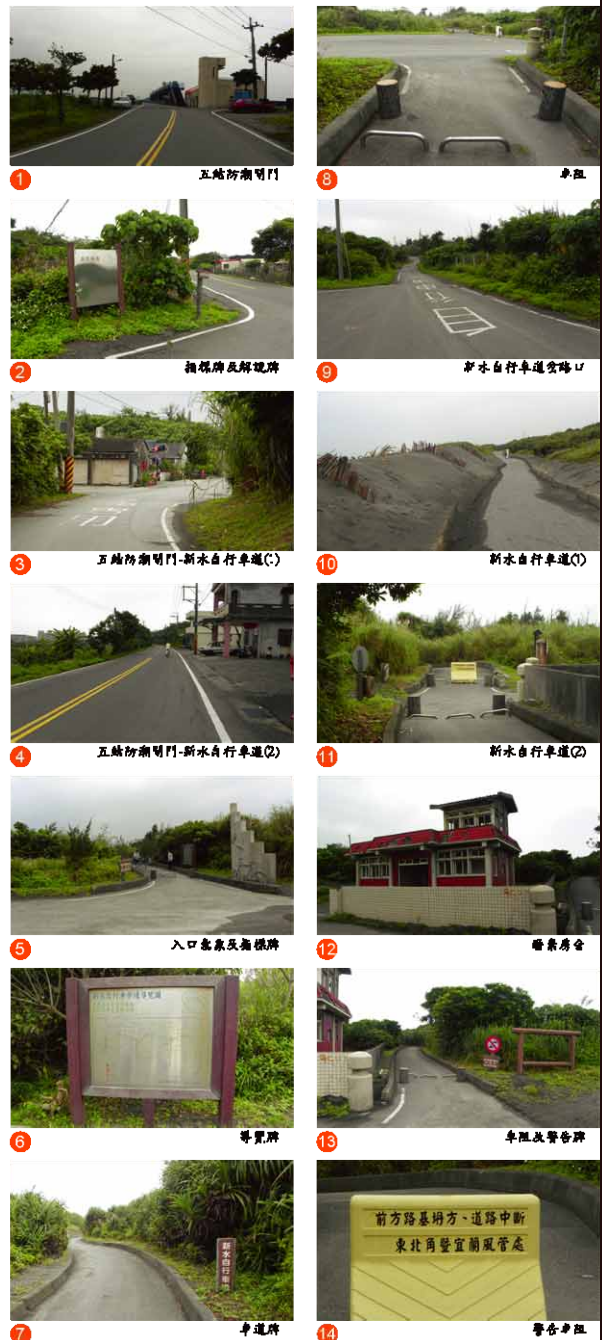 1
五結防潮閘門
2
指標牌及解說牌
3
五結防潮閘門-新水自行車道(1)
4
五結防潮閘門-新水自行車道(2)
5
入口意象及指標牌
6
導覽牌
7
新水自行車道
車道牌
8
車阻
9
新水自行車道交路口
10
新水自行車道(1)
11
新水自行車道(2)
12
13
車阻及警告牌
14
前方路基坍方、道路中斷
東北角暨宜蘭風管處
警告車阻